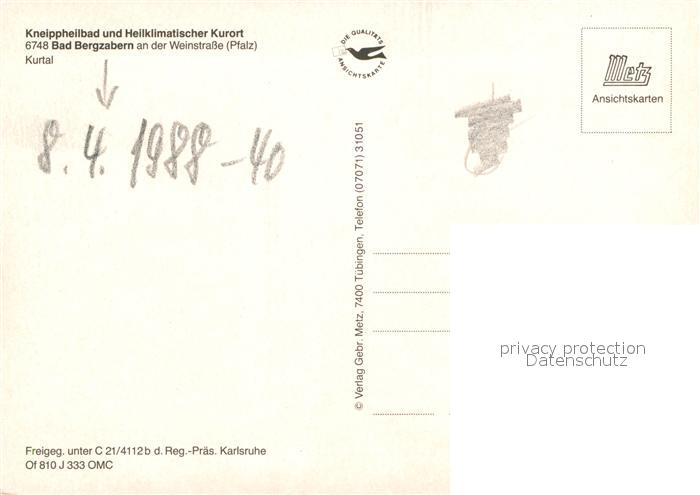 Kneippheilbad und Heilklimatischer Kurort
6748 Bad Bergzabern an der Weinstraße (Pfalz)
Kurtal
8. 4. 1988 -40
DIE QUALITÄTS
ANSICHTSKARTE
Metz
Ansichtskarten
© Verlag Gebr. Metz, 7400 Tübingen, Telefon (07071) 31051
privacy protection
Datenschutz
Freigeg. unter C 21/4112 b d. Reg.-Präs. Karlsruhe
Of 810 J 333 OMC